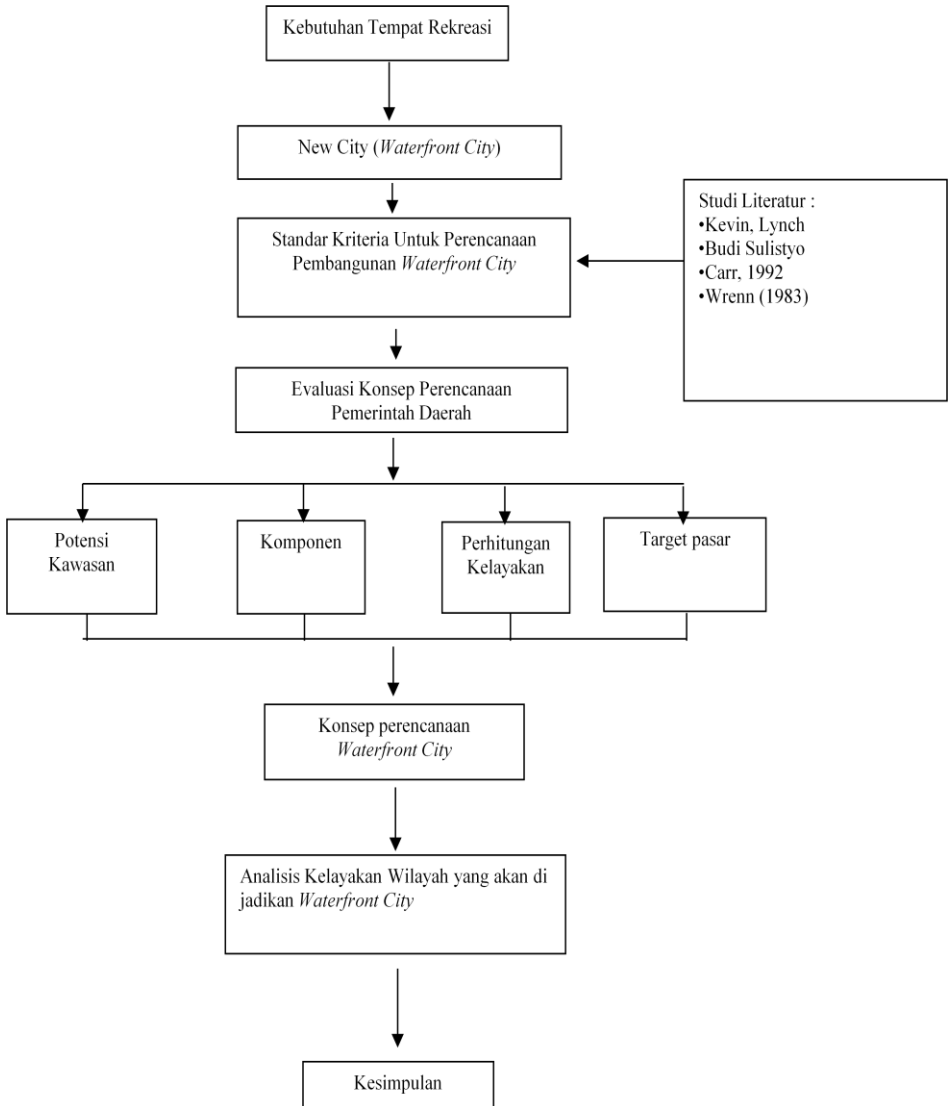 Kebutuhan Tempat Rekreasi
New City (Waterfront City)
Standar Kriteria Untuk Perencanaan
Pembangunan Waterfront City
Studi Literatur :
•Kevin, Lynch
•Budi Sulistyo
•Carr, 1992
•Wrenn (1983)
Evaluasi Konsep Perencanaan
Pemerintah Daerah
Potensi
Kawasan
Komponen
Perhitungan
Kelayakan
Target pasar
Konsep perencanaan
Waterfront City
Analisis Kelayakan Wilayah yang akan di
jadikan Waterfront City
Kesimpulan